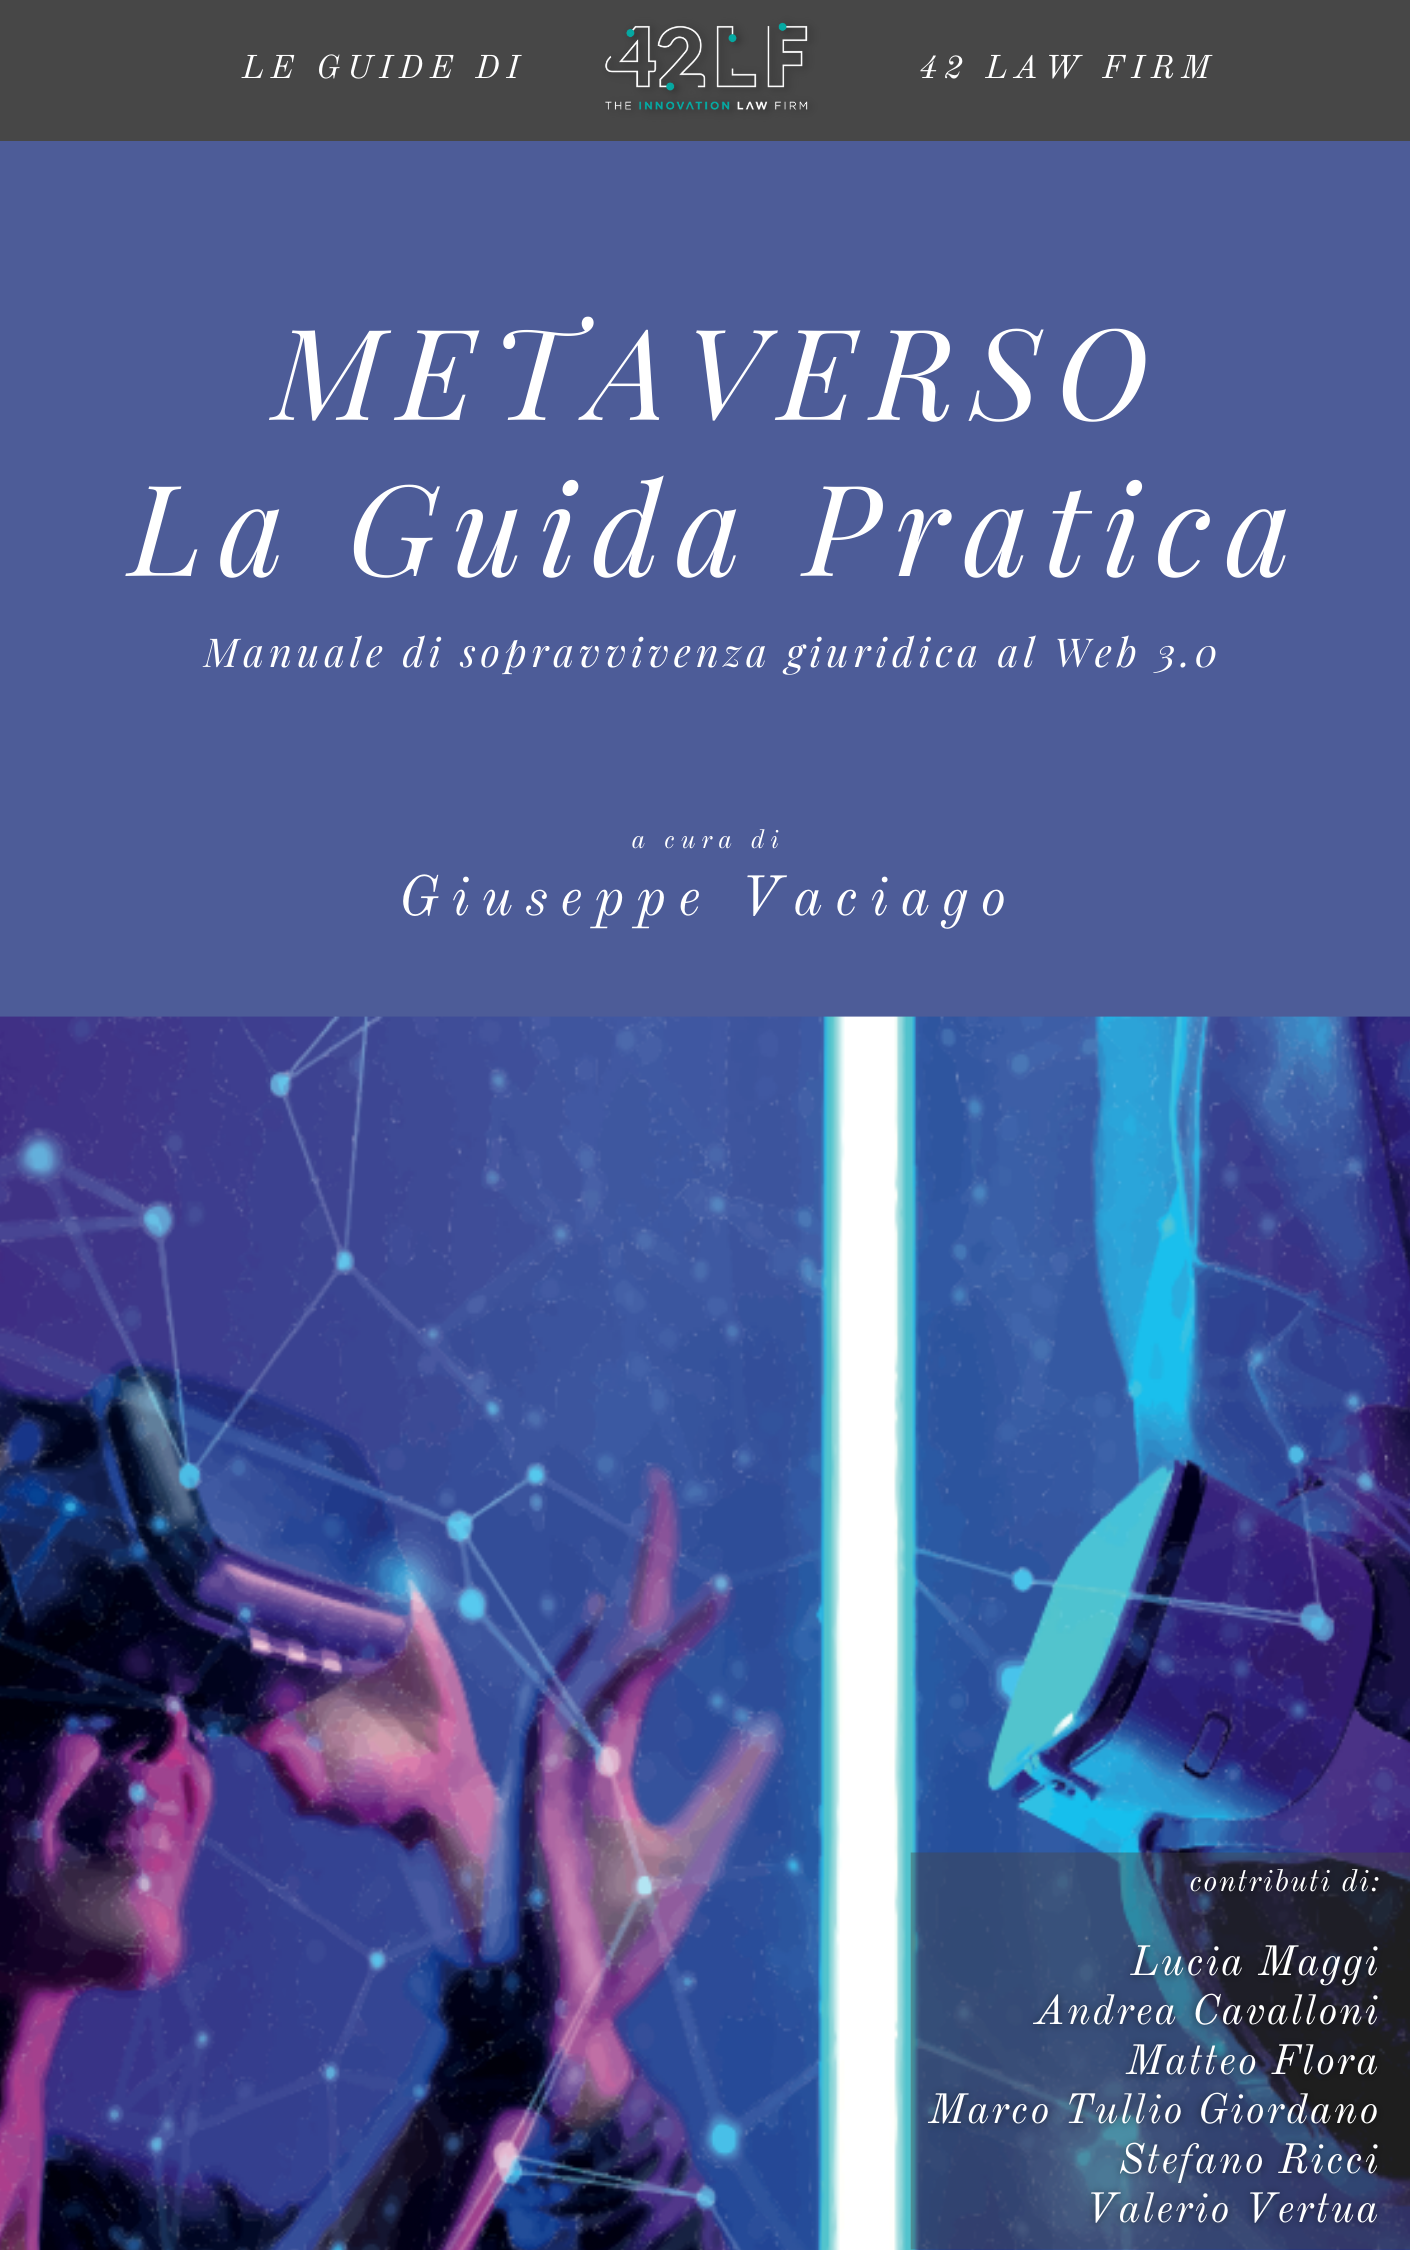 LE GUIDE DI
42LF
THE INNOVATION LAW FIRM
42 LAW FIRM
METAVERSO
La Guida Pratica
Manuale di sopravvivenza giuridica al Web 3.0
a cura di
Giuseppe Vaciago
contributi di:
Lucia Maggi
Andrea Cavalloni
Matteo Flora
Marco Tullio Giordano
Stefano Ricci
Valerio Vertua